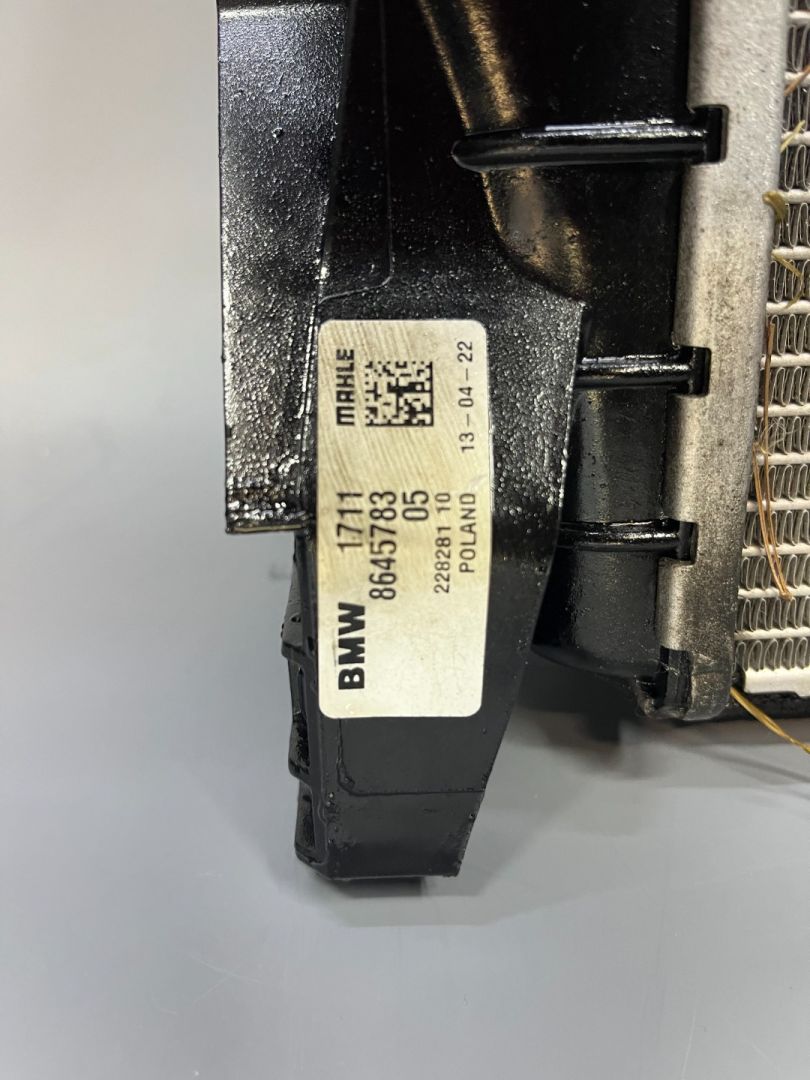 MAHLE
13-04-22
BMW 1711
8645783
05
228281 10
POLAND